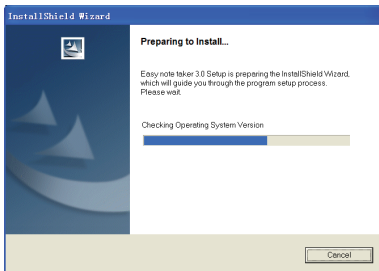 InstallShield Wizard
Preparing to Install...
Easy note taker 3.0 Setup is preparing the InstallShield Wizard,
which will guide you through the program setup process.
Please wait.
Checking Operating System Version
Cancel